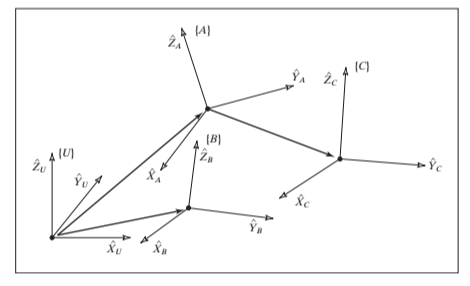 {A}
Ẑ_A
Ŷ_A
{C}
Ẑ_C
{B}
{U}
Ẑ_U
Ŷ_U
X̂_A
Ẑ_B
Ŷ_C
X̂_C
Ŷ_B
X̂_U
X̂_B